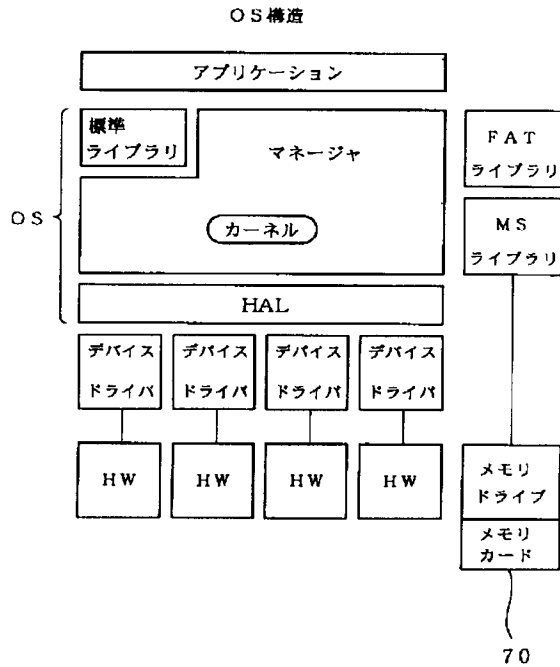 OS構造
アプリケーション
標準
ライブラリ
マネージャ
カーネル
OS
HAL
FAT
ライブラリ
MS
ライブラリ
デバイス
ドライバ
デバイス
ドライバ
デバイス
ドライバ
デバイス
ドライバ
HW
HW
HW
HW
メモリ
ドライブ
メモリ
カード
70